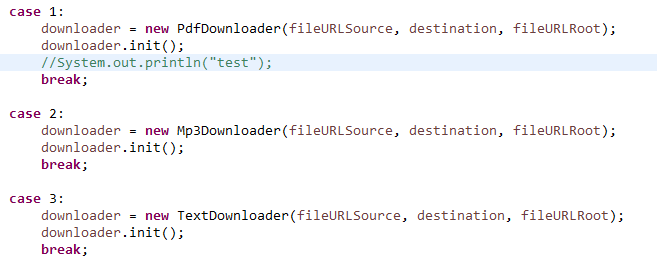 case 1:
downloader = new PdfDownloader(fileURLSource, destination, fileURLRoot);
downloader.init();
//System.out.println("test");
break;
case 2:
downloader = new Mp3Downloader(fileURLSource, destination, fileURLRoot);
downloader.init();
break;
case 3:
downloader = new TextDownloader(fileURLSource, destination, fileURLRoot);
downloader.init();
break;